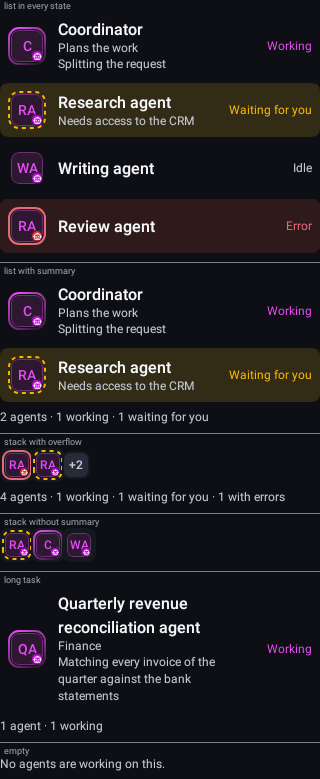 list in every state
C
Coordinator
Plans the work
Splitting the request
Working
RA
Research agent
Needs access to the CRM
Waiting for you
WA
Writing agent
Idle
RA
Review agent
Error
list with summary
C
Coordinator
Plans the work
Splitting the request
Working
RA
Research agent
Needs access to the CRM
Waiting for you
2 agents · 1 working · 1 waiting for you
stack with overflow
RA RA +2
4 agents · 1 working · 1 waiting for you · 1 with errors
stack without summary
RA C WA
long task
QA
Quarterly revenue
reconciliation agent
Finance
Matching every invoice of the
quarter against the bank
statements
Working
1 agent · 1 working
empty
No agents are working on this.